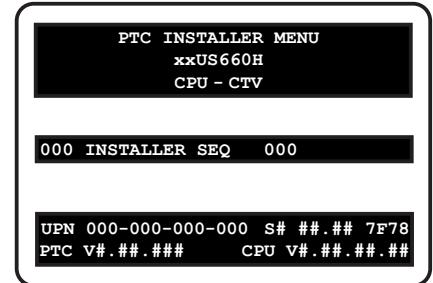 PTC INSTALLER MENU
xxUS660H
CPU – CTV
000 INSTALLER SEQ 000
UPN 000-000-000-000 S# ##.## 7F78
PTC V#.##.### CPU V#.##.##.##